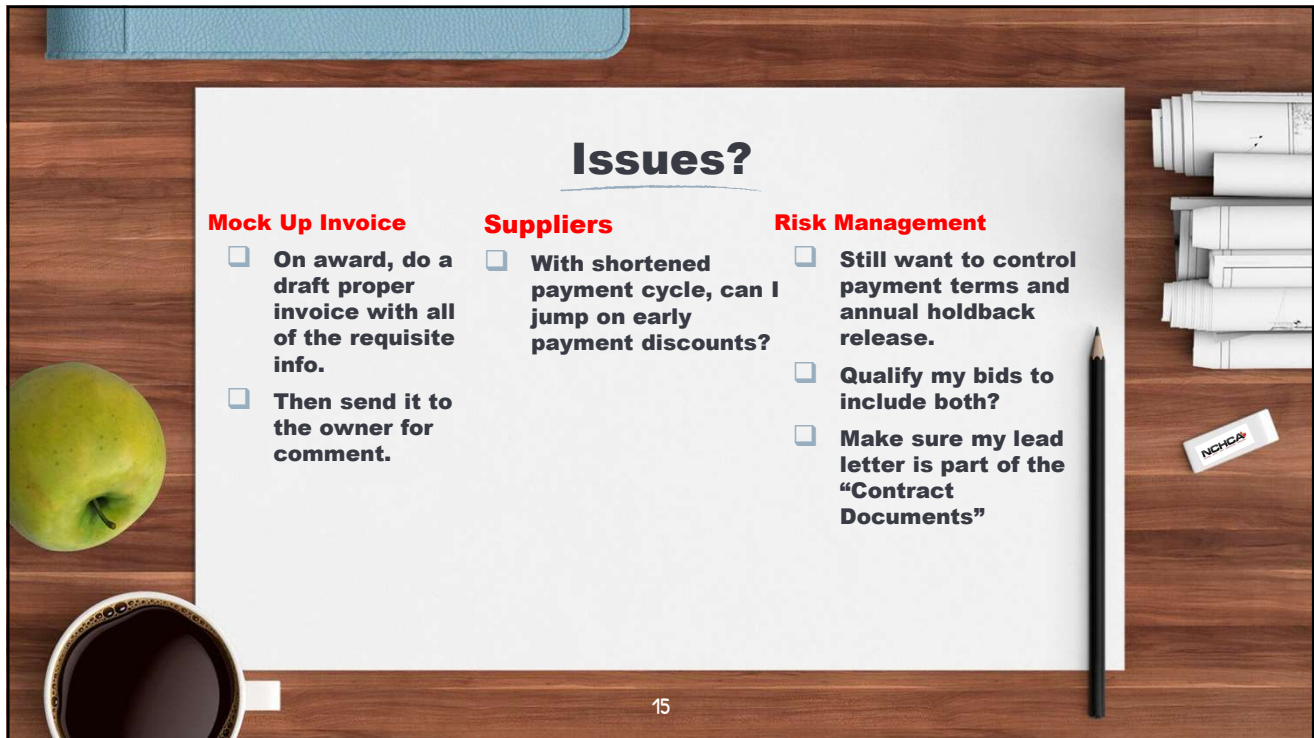 Issues?
Mock Up Invoice
On award, do a
draft proper
invoice with all
of the requisite
info.
Then send it to
the owner for
comment.
Suppliers
With shortened
payment cycle, can I
jump on early
payment discounts?
Risk Management
Still want to control
payment terms and
annual holdback
release.
Qualify my bids to
include both?
Make sure my lead
letter is part of the
“Contract
Documents”
NCHCA
15